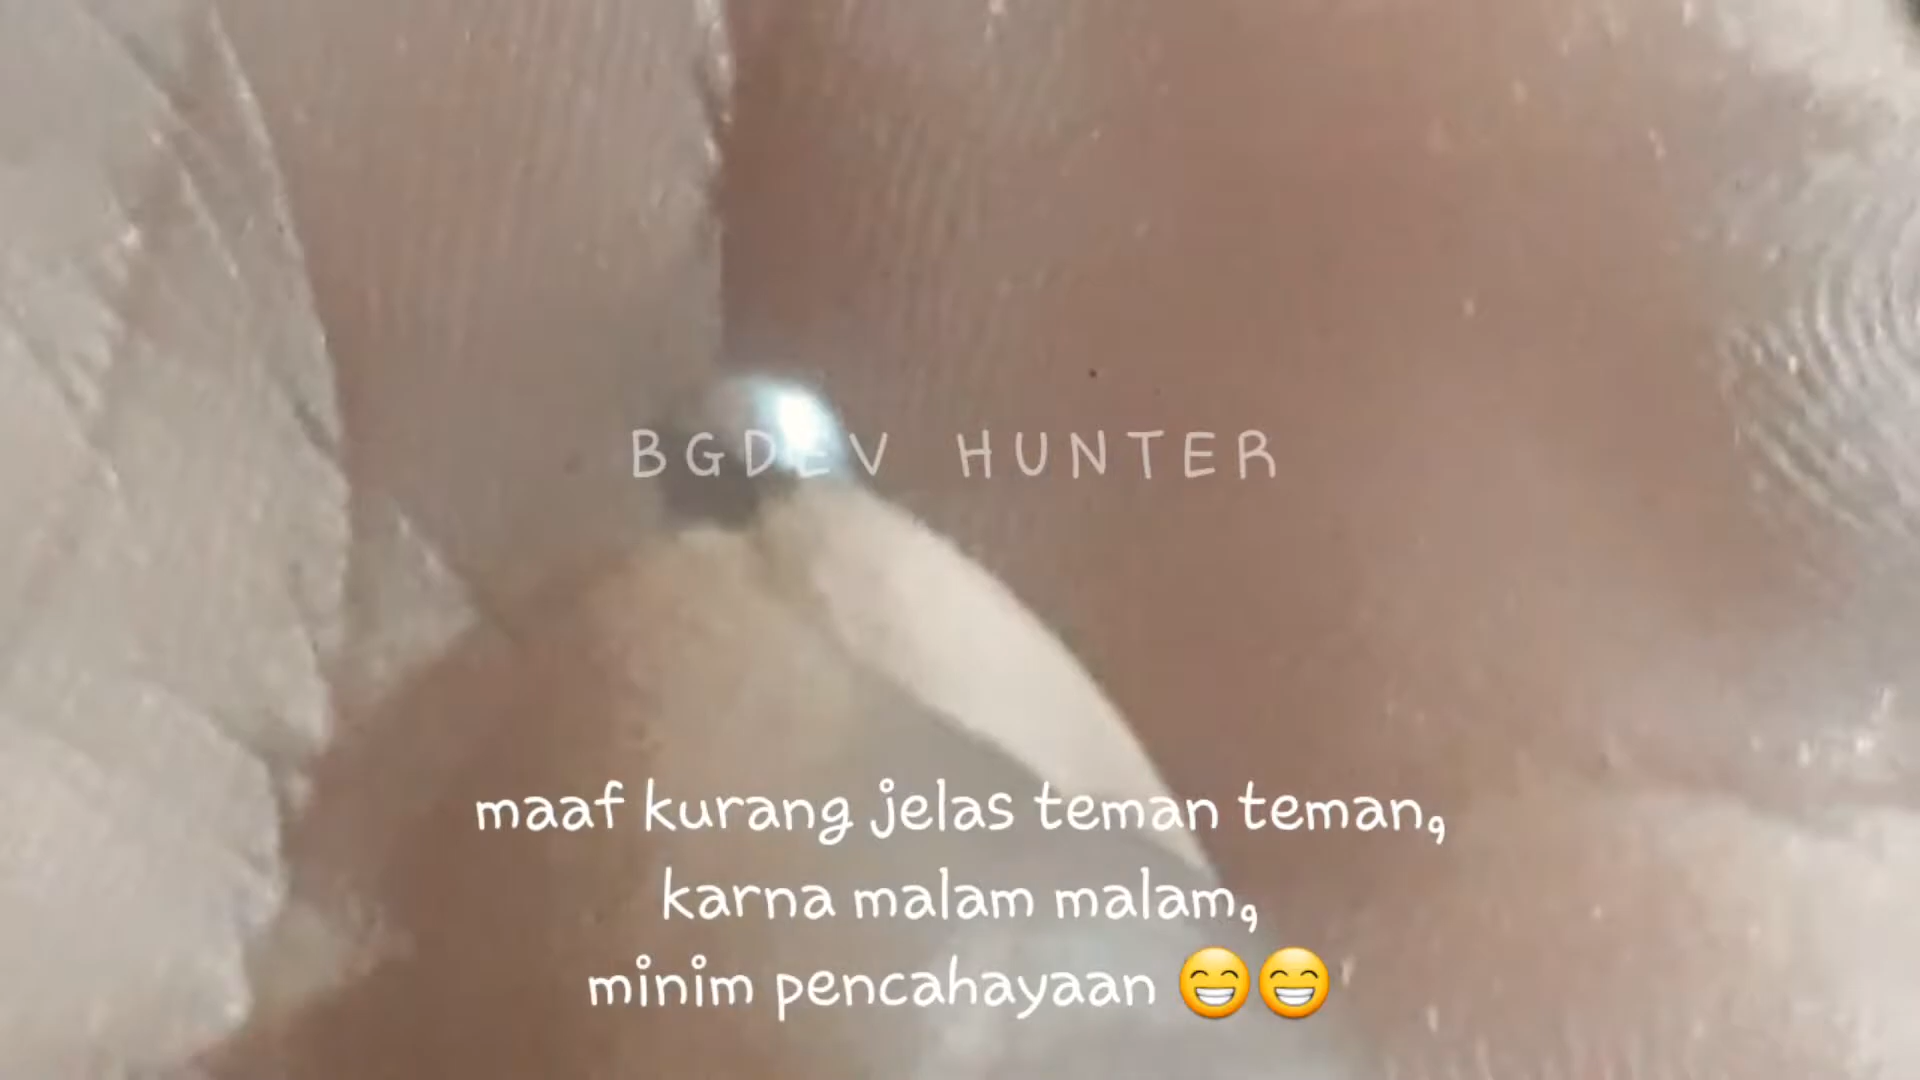 BGDEV HUNTER
maaf kurang jelas teman teman,
karna malam malam,
minim pencahayaan 😁😁